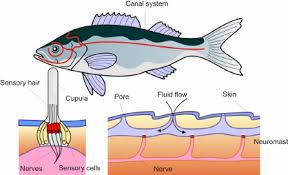 Canal system
Sensory hair
Cupula
Pore
Fluid flow
Skin
Neuromast
Nerves
Sensory cells
Nerve